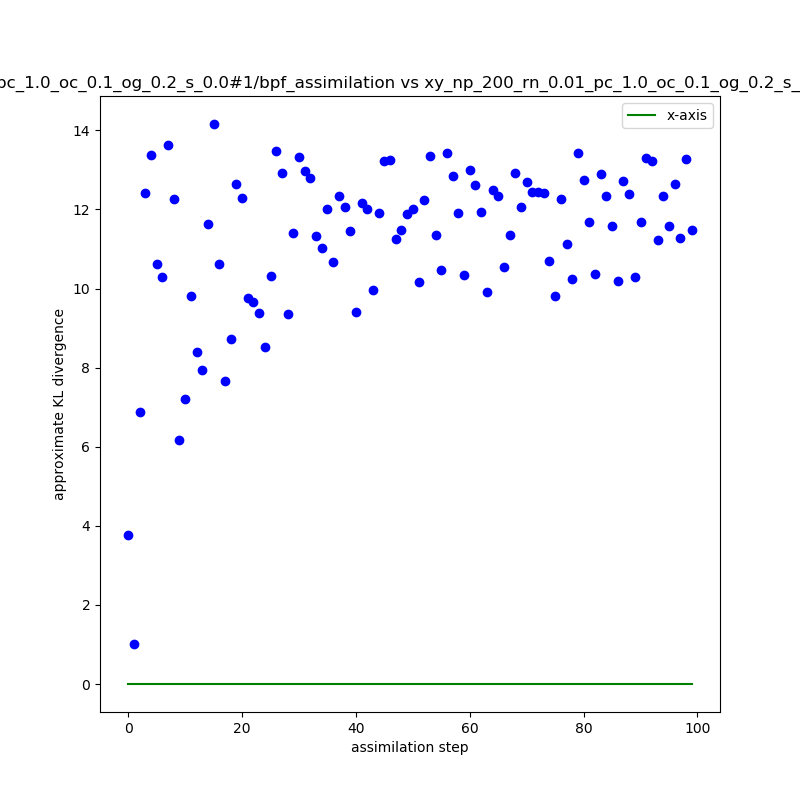 pc_1.0_oc_0.1_og_0.2_s_0.0#1/bpf_assimilation vs xy_np_200_rn_0.01_pc_1.0_oc_0.1_og_0.2_s_
x-axis
14
12
10
8
6
4
2
0
approximate KL divergence
0 20 40 60 80 100
assimilation step